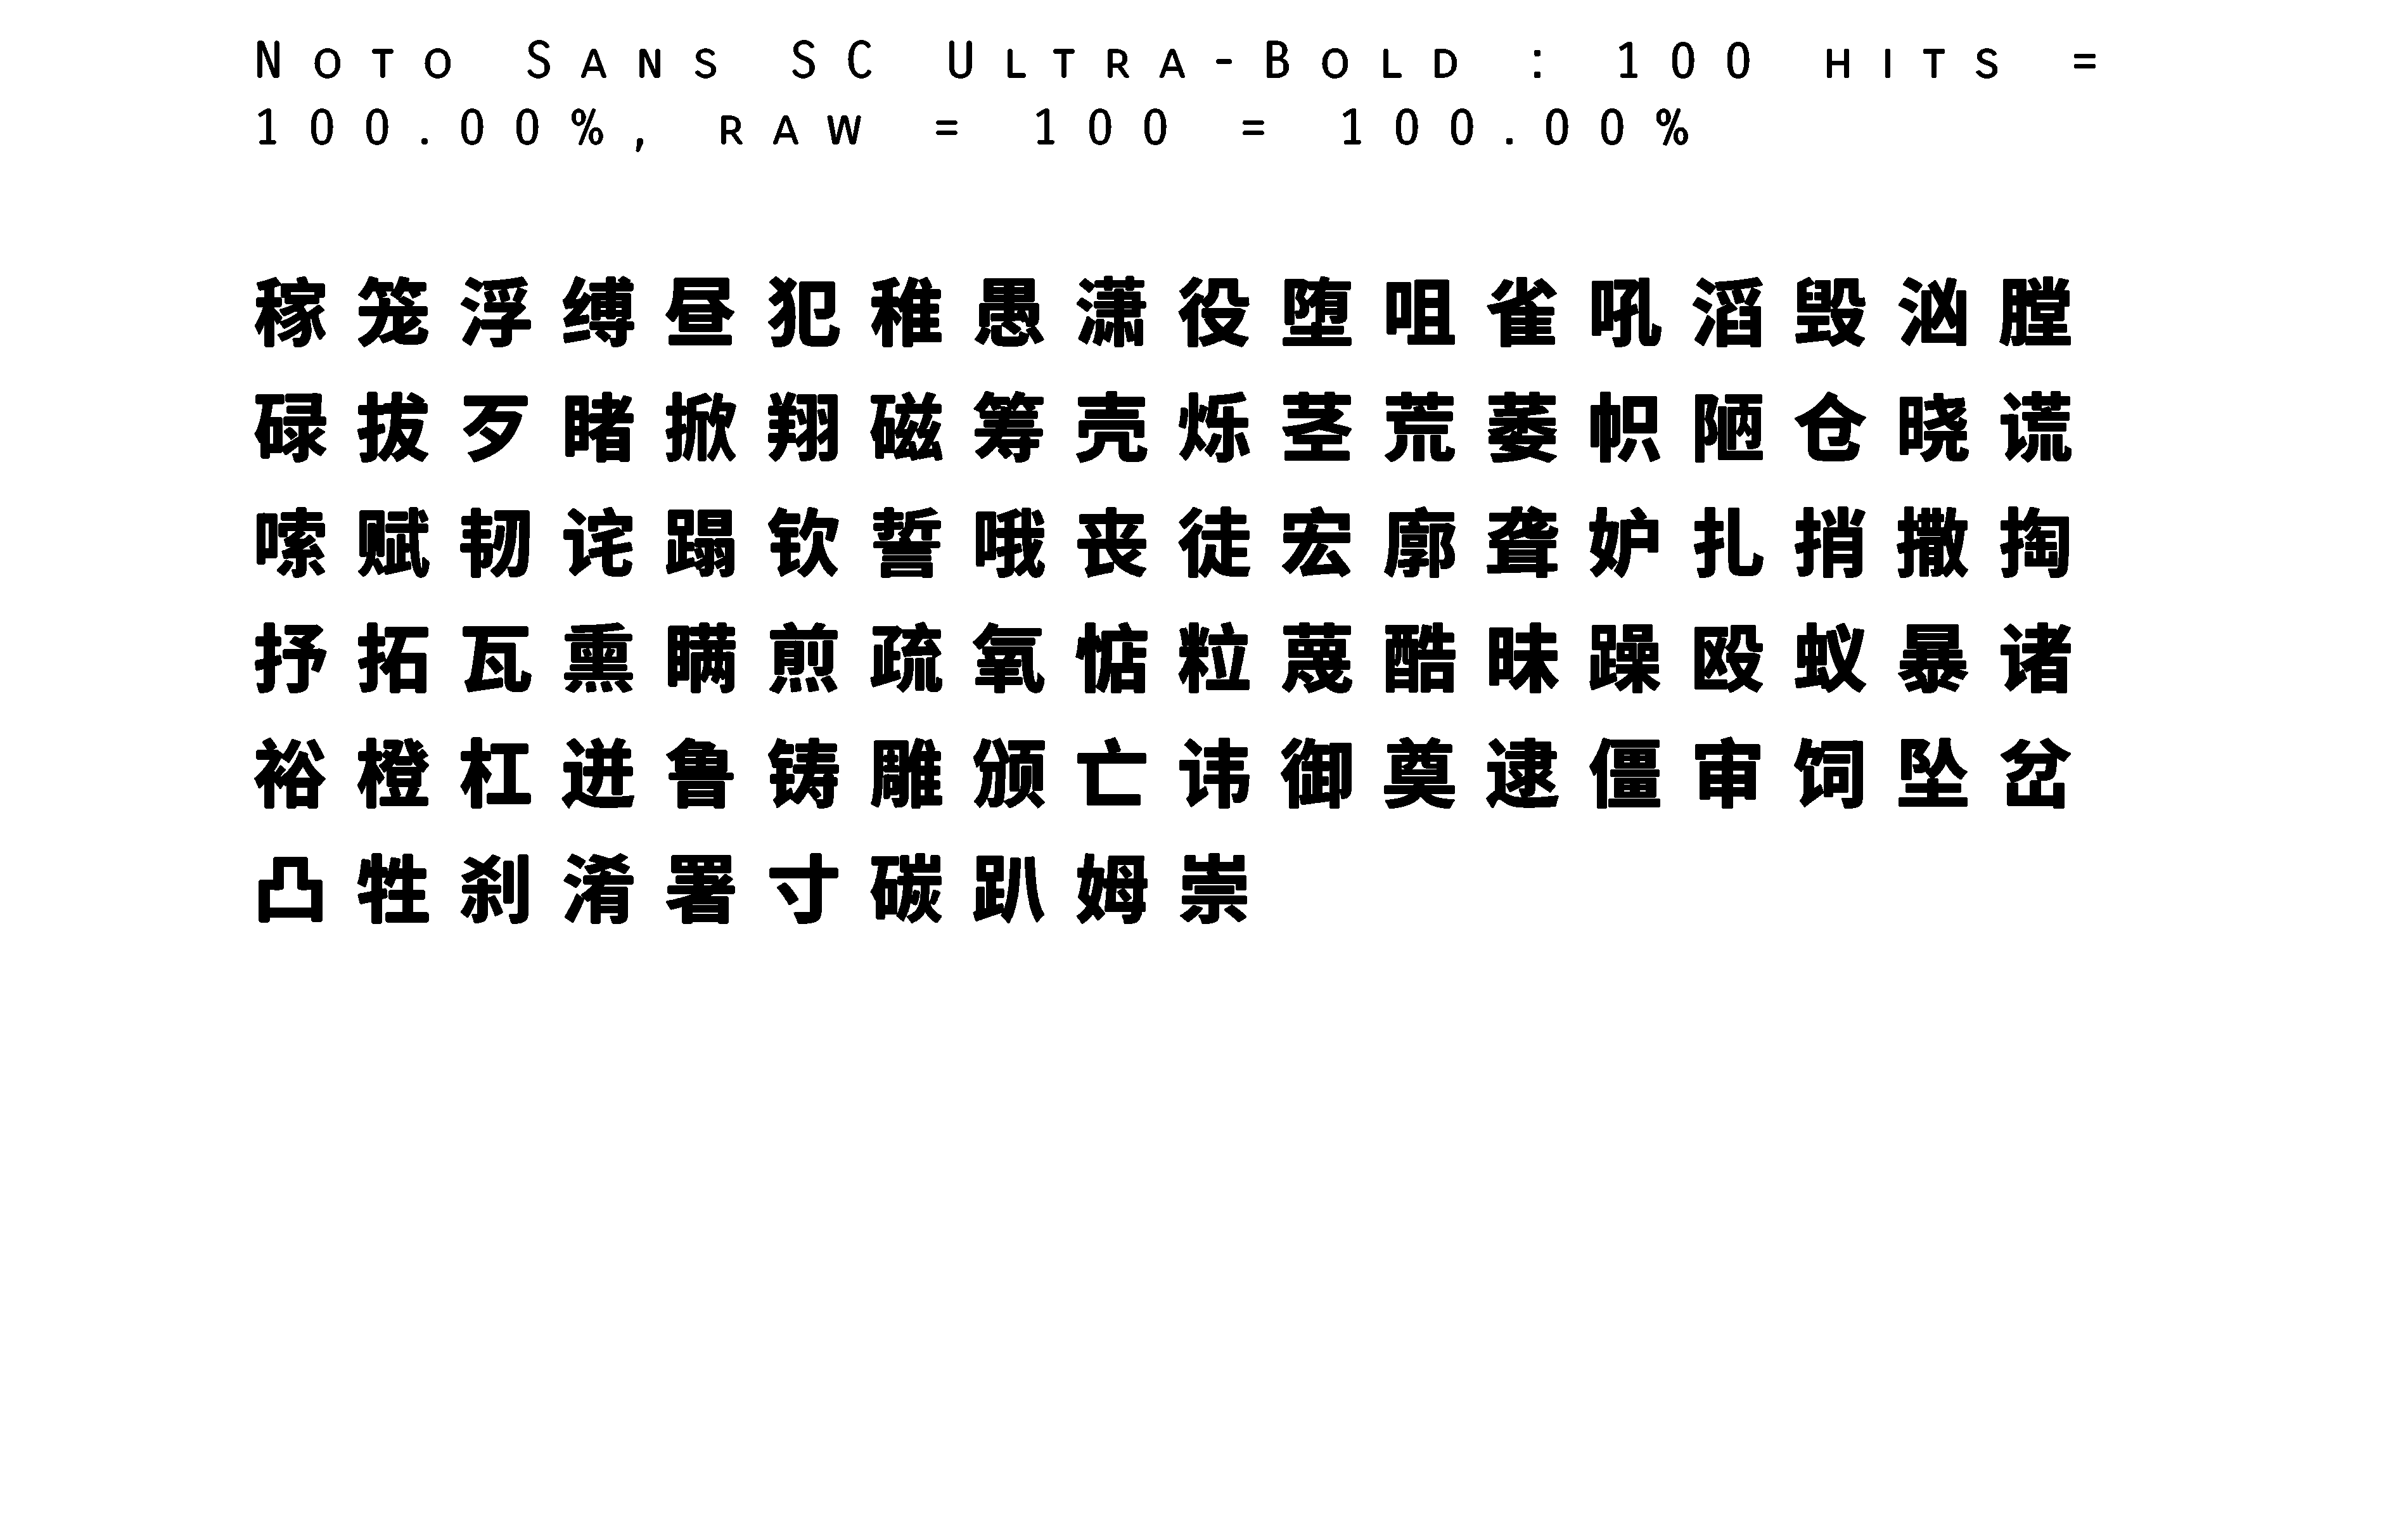 Noto Sans SC Ultra-Bold : 100 hits =
100.00%, raw = 100 = 100.00%
稼笼浮缚昼犯稚愚潇役堕咀雀吼滔毁汹膛
碌拔歹睹掀翔磁筹壳烁茎荒萎帜陋仓晓谎
嗦赋韧诧蹋钦誓哦丧徒宏廓聋妒扎捎撒掏
抒拓瓦熏瞒煎疏氧惦粒蔑酷昧躁殴蚁暴诸
裕橙杠迸鲁铸雕颁亡讳御奠逮僵审饲坠岔
凸牲刹淆署寸碳趴姆崇